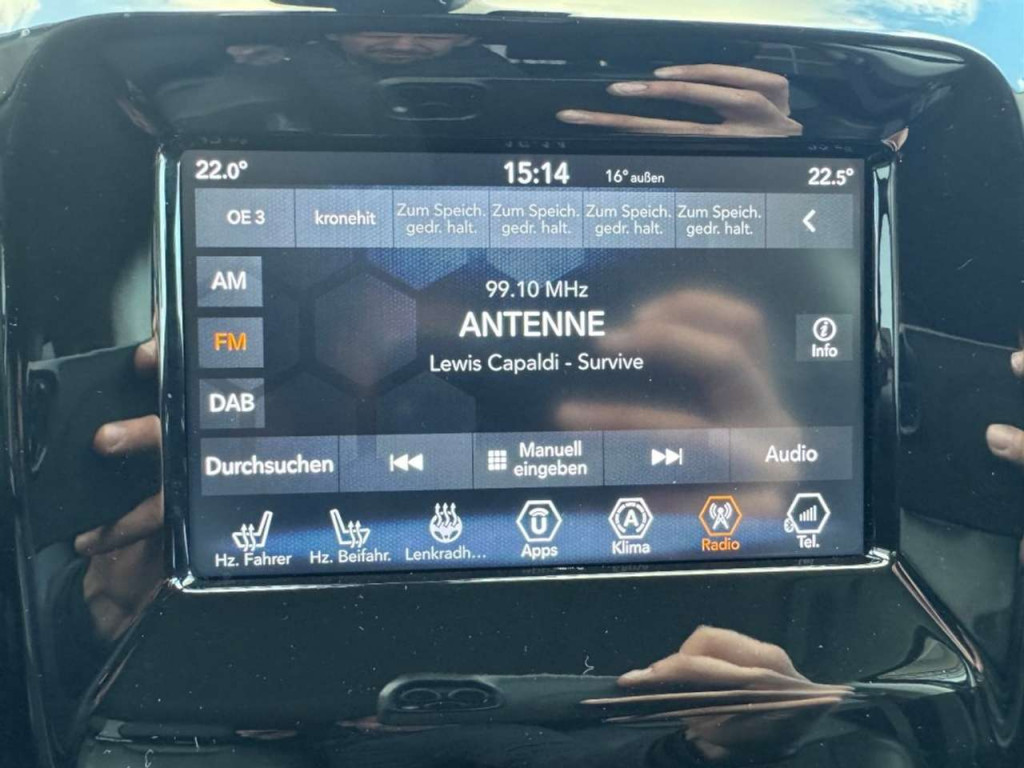 22.0°
15:14
16° außen
22.5°
OE 3
kronehit
Zum Speich.
gedr. halt.
Zum Speich.
gedr. halt.
Zum Speich.
gedr. halt.
Zum Speich.
gedr. halt.
AM
99.10 MHz
ANTENNE
Lewis Capaldi - Survive
FM
Info
DAB
Durchsuchen
Manuell
eingeben
Audio
Hz. Fahrer
Hz. Beifahr.
Lenkradh...
Apps
Klima
Radio
Tel.